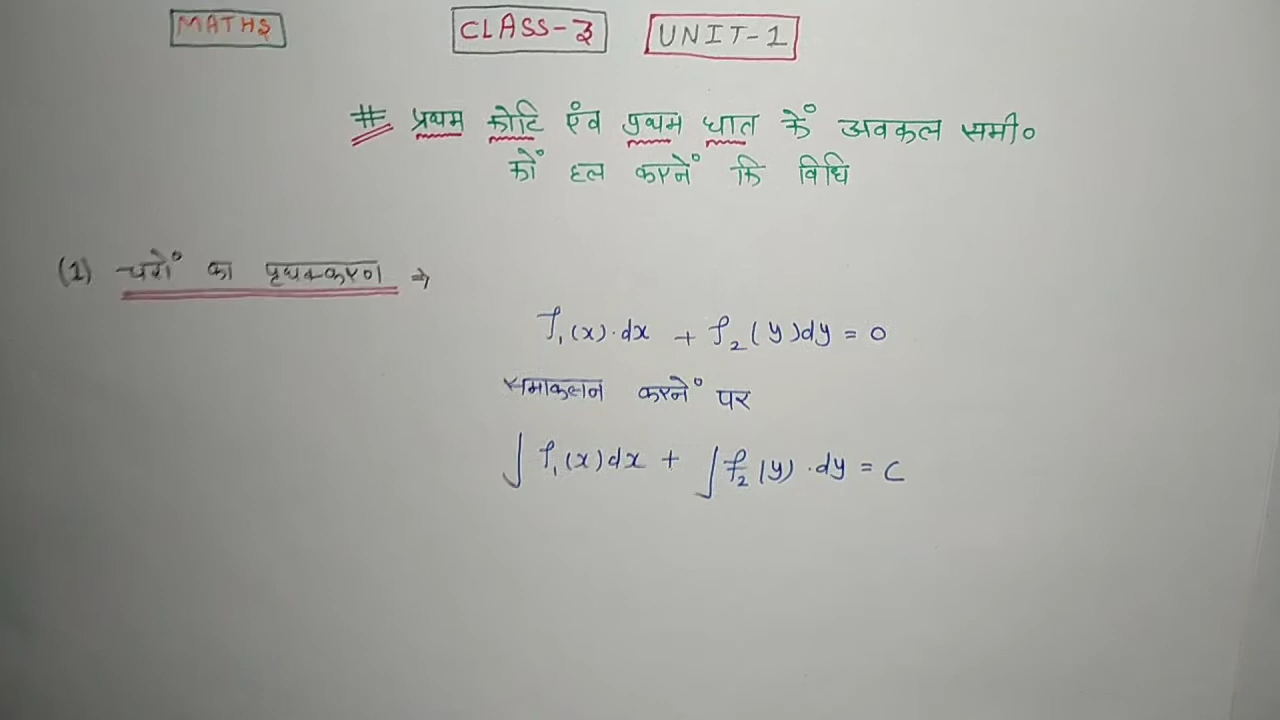 MATHS CLASS-3 UNIT-1
# प्रथम कोटि एंव प्रथम घात कें अवकल समी०
कों हल करनें कि विधि
(1) चरों का पृथक्करण ⇒
f₁(x)·dx + f₂(y)dy = 0
समाकलन करनें पर
∫ f₁(x)dx + ∫ f₂(y)·dy = C